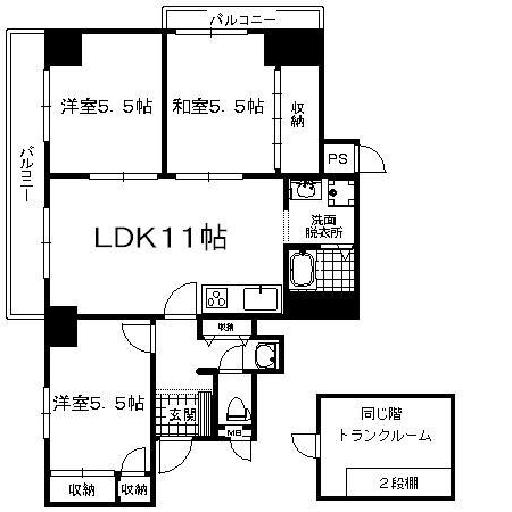 バルコニー
洋室5.5帖
和室5.5帖
収納
バルコニー
PS
LDK11帖
洗面
脱衣所
収納
洋室5.5帖
玄関
MB
収納
収納
同じ階
トランクルーム
2段棚